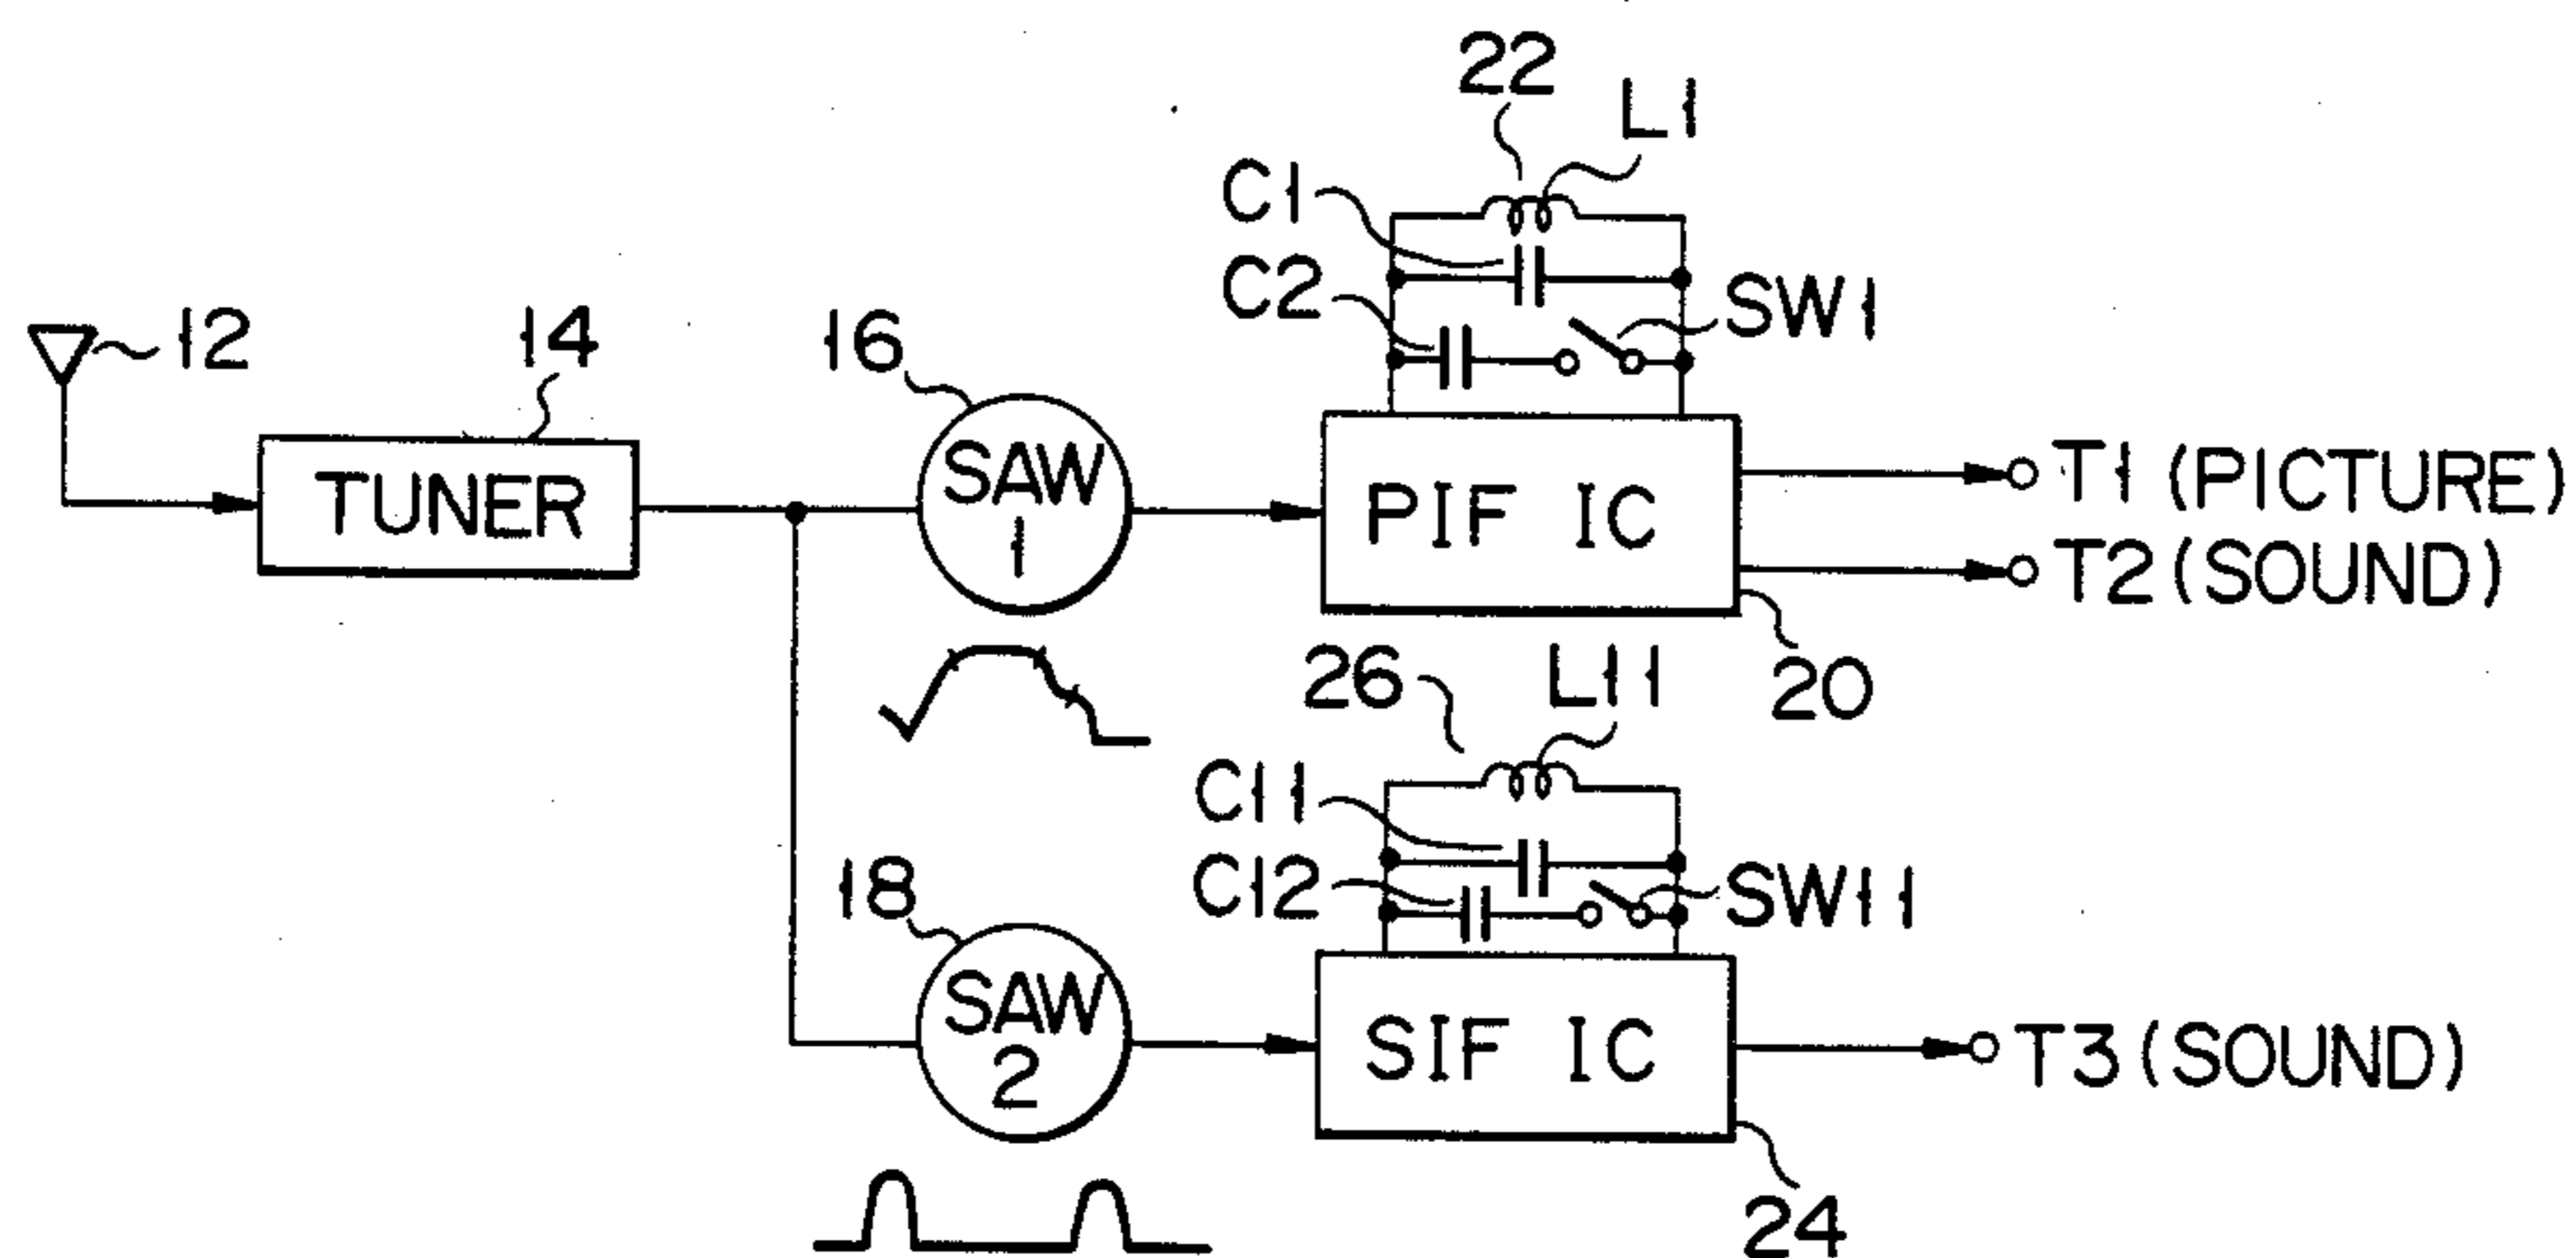 22
L1
C1
C2
SW1
12
14
16
TUNER
SAW
1
PIF IC
T1 (PICTURE)
T2 (SOUND)
20
26
L11
C11
C12
SW11
18
SAW
2
SIF IC
T3 (SOUND)
24